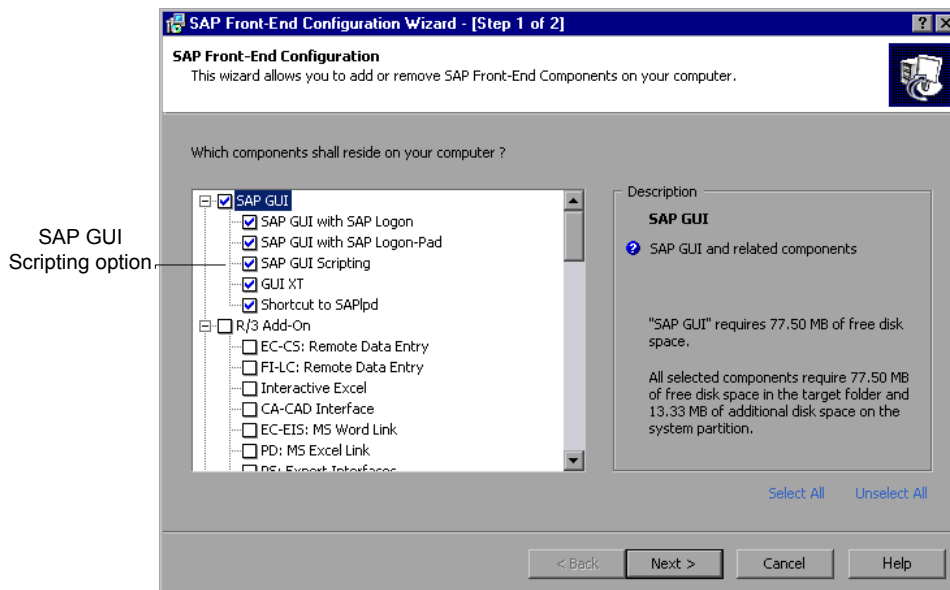 SAP Front-End Configuration Wizard - [Step 1 of 2]
SAP Front-End Configuration
This wizard allows you to add or remove SAP Front-End Components on your computer.
Which components shall reside on your computer ?
SAP GUI
Scripting option
SAP GUI
SAP GUI with SAP Logon
SAP GUI with SAP Logon-Pad
SAP GUI Scripting
GUI XT
Shortcut to SAPlpd
R/3 Add-On
EC-CS: Remote Data Entry
FI-LC: Remote Data Entry
Interactive Excel
CA-CAD Interface
EC-EIS: MS Word Link
PD: MS Excel Link
PS: Export Interfaces
Description
SAP GUI
SAP GUI and related components
"SAP GUI" requires 77.50 MB of free disk
space.
All selected components require 77.50 MB
of free disk space in the target folder and
13.33 MB of additional disk space on the
system partition.
Select All Unselect All
< Back Next > Cancel Help